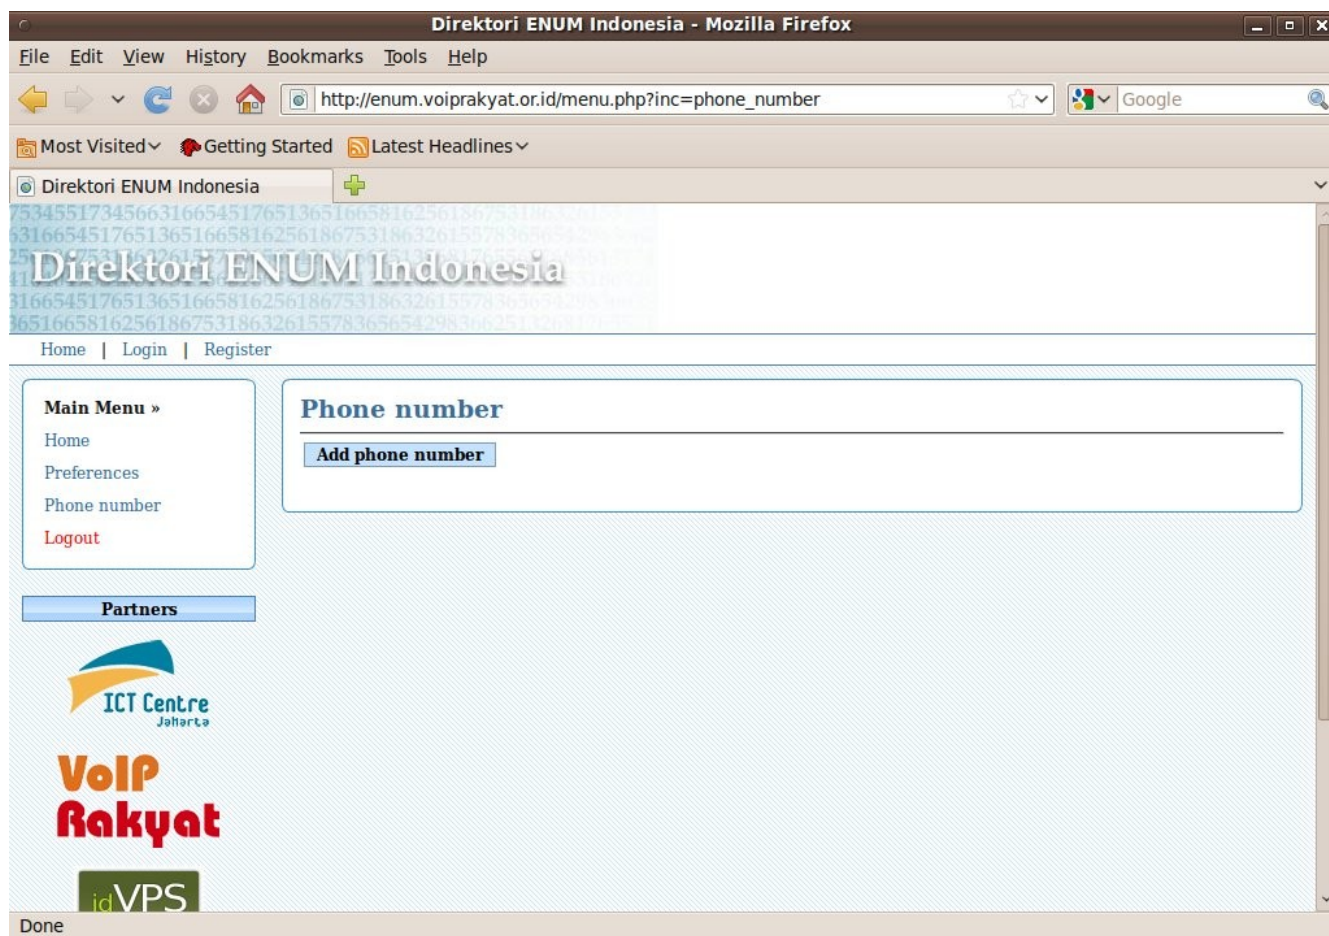 Direktori ENUM Indonesia - Mozilla Firefox
File Edit View History Bookmarks Tools Help
http://enum.voiprakyat.or.id/menu.php?inc=phone_number Google
Most Visited Getting Started Latest Headlines
Direktori ENUM Indonesia
Direktori ENUM Indonesia
Home | Login | Register
Main Menu »
Home
Preferences
Phone number
Logout
Phone number
Add phone number
Partners
ICT Centre
Jakarta
VoIP
Rakyat
idVPS
Done